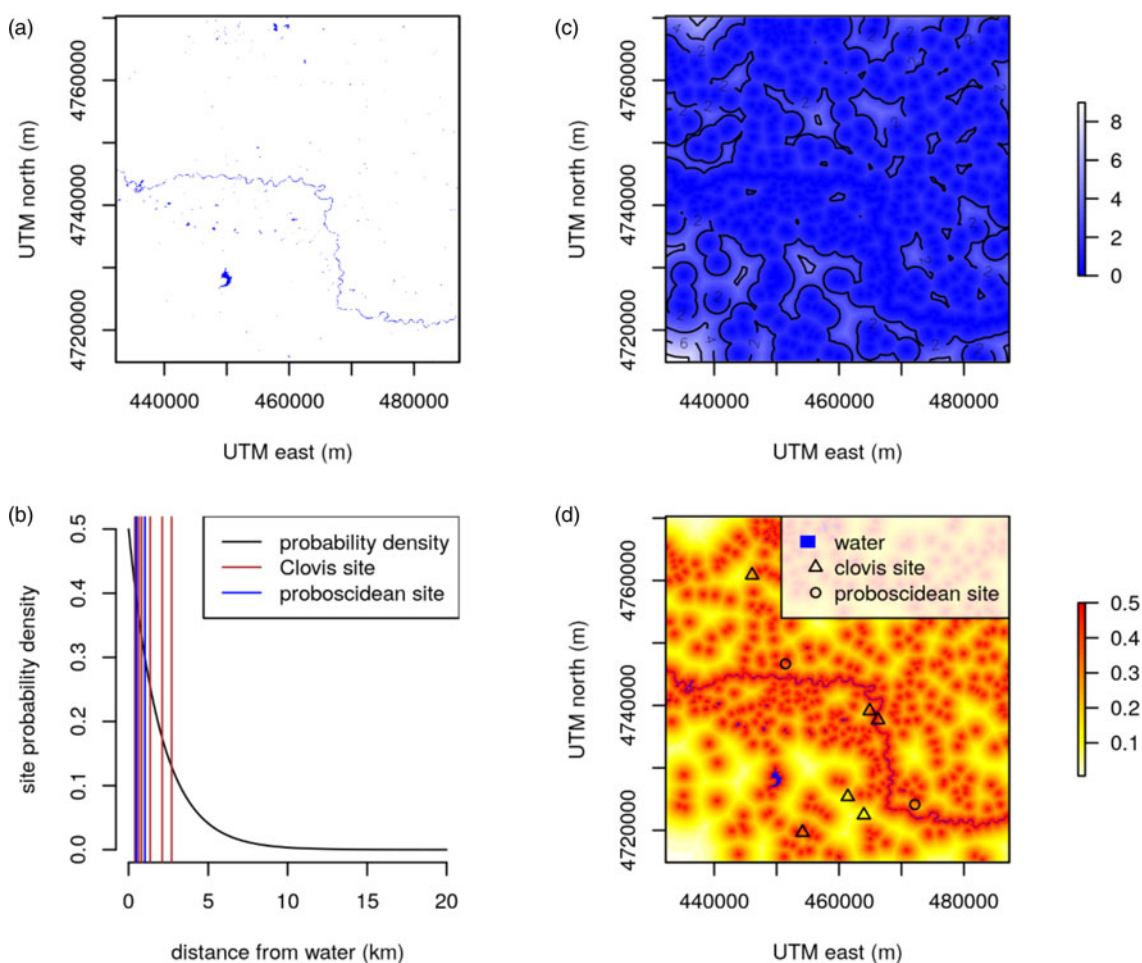 (a)
UTM north (m)
4760000
4740000
4720000
440000 460000 480000
UTM east (m)
(c)
UTM north (m)
4760000
4740000
4720000
440000 460000 480000
UTM east (m)
8
6
4
2
0
(b)
site probability density
0.5
0.4
0.3
0.2
0.1
0.0
probability density
Clovis site
proboscidean site
0 5 10 15 20
distance from water (km)
(d)
UTM north (m)
4760000
4740000
4720000
water
clovis site
proboscidean site
440000 460000 480000
UTM east (m)
0.5
0.4
0.3
0.2
0.1